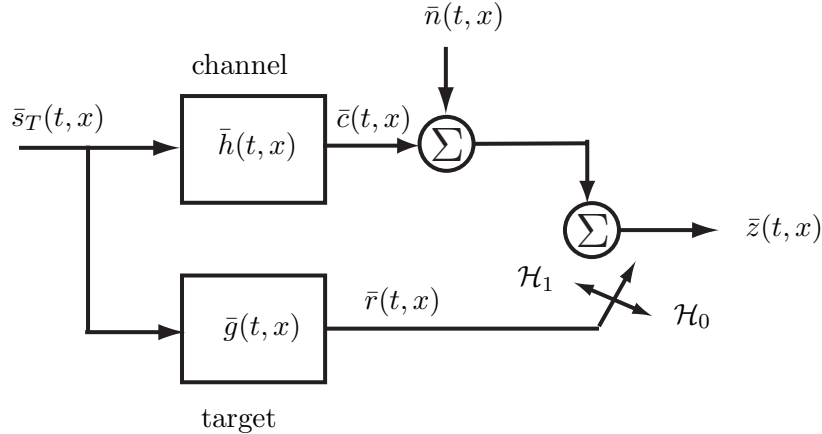 n̄(t, x)
channel
s̄_T(t, x)
h̄(t, x)
c̄(t, x)
Σ
Σ
z̄(t, x)
ḡ(t, x)
r̄(t, x)
ℋ₁
ℋ₀
target